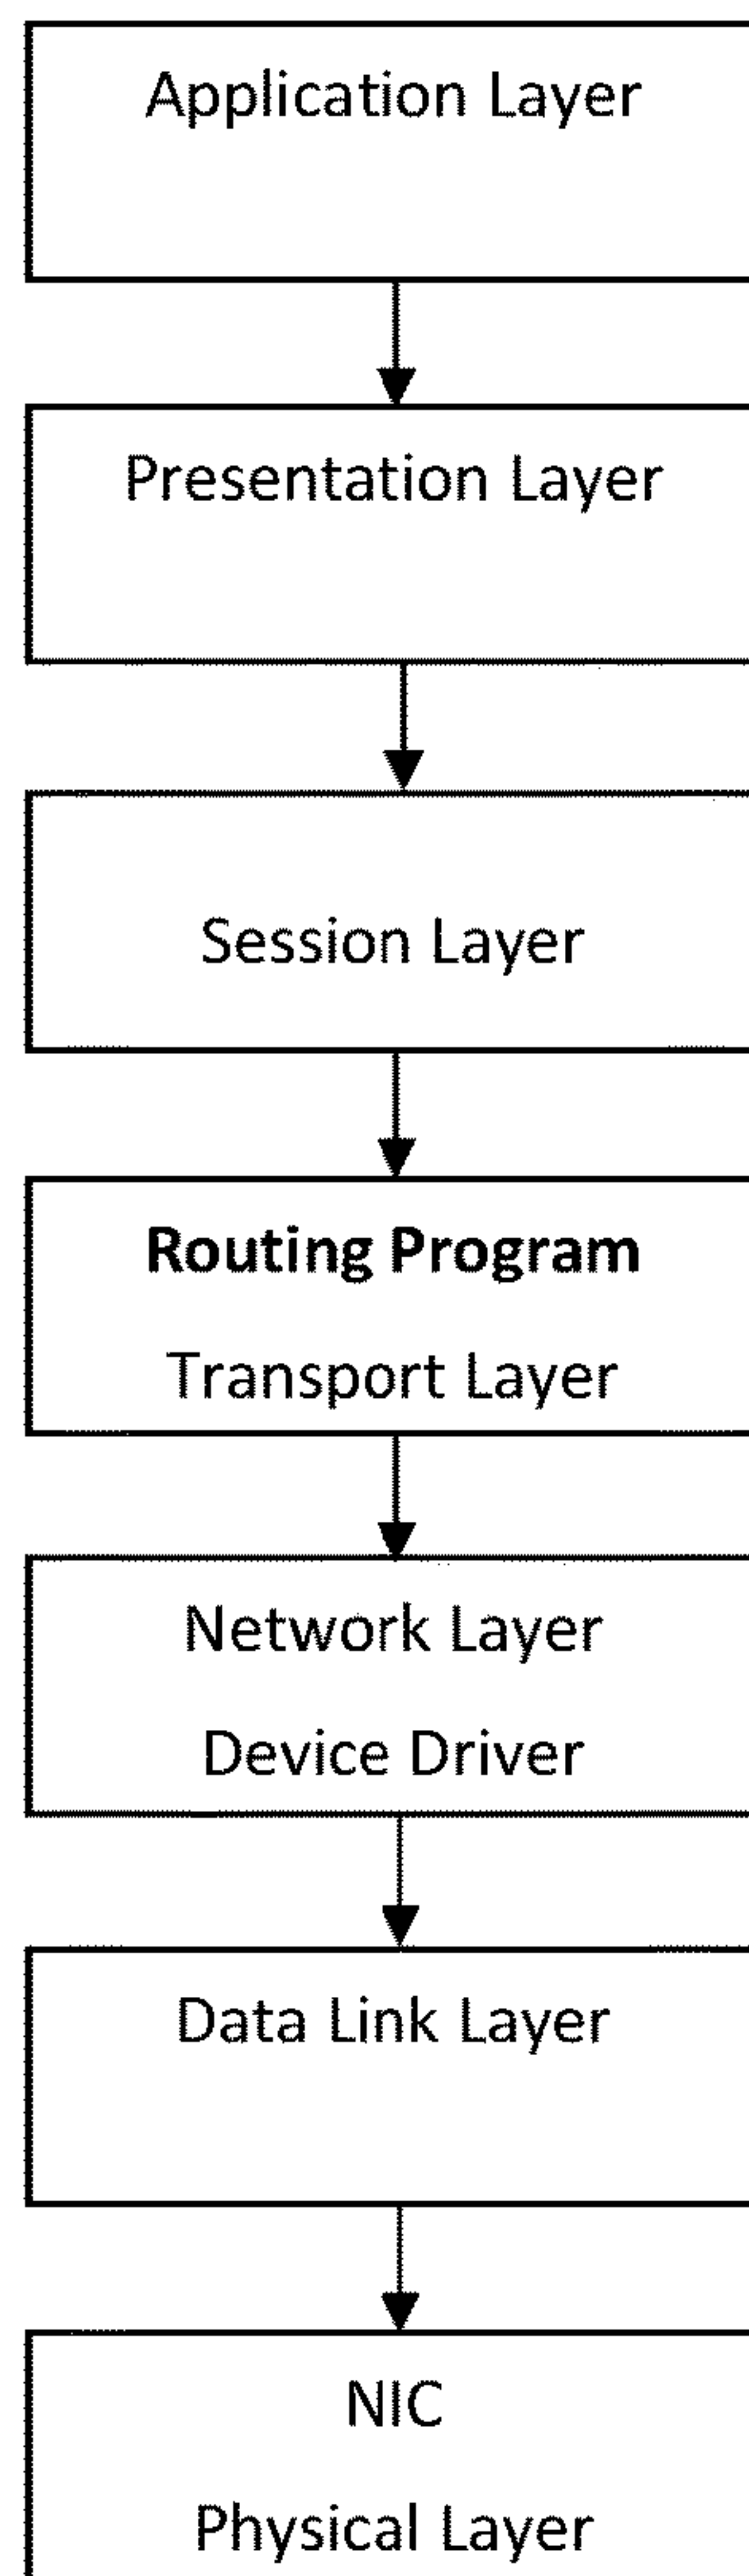 Application Layer
Presentation Layer
Session Layer
Routing Program
Transport Layer
Network Layer
Device Driver
Data Link Layer
NIC
Physical Layer